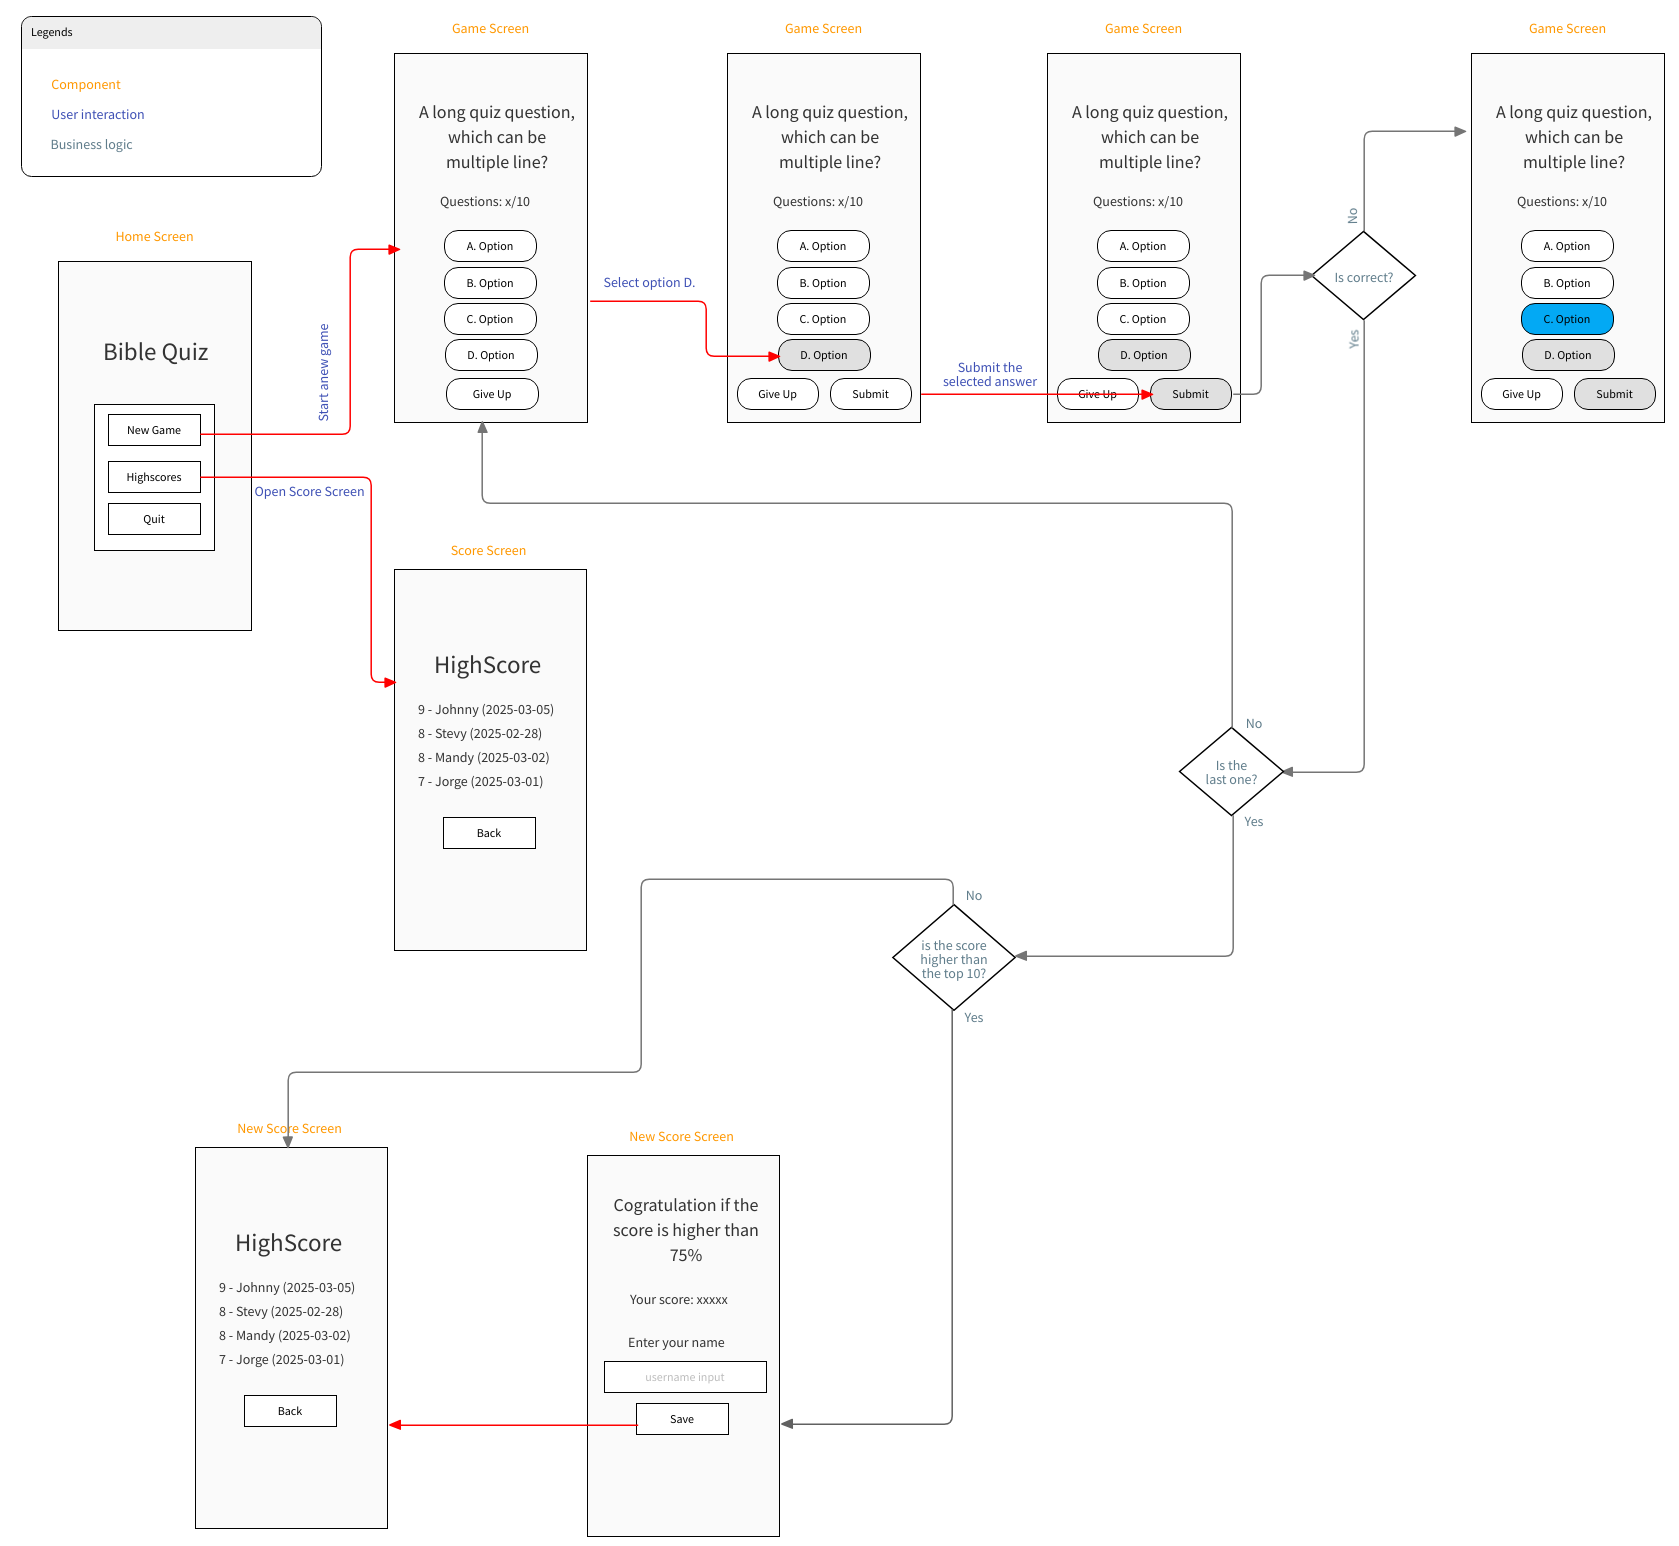 Legends
Component
User interaction
Business logic
Home Screen
Bible Quiz
New Game
Highscores
Quit
Start anew game
Open Score Screen
Game Screen
A long quiz question,
which can be
multiple line?
Questions: x/10
A. Option
B. Option
C. Option
D. Option
Give Up
Select option D.
Game Screen
A long quiz question,
which can be
multiple line?
Questions: x/10
A. Option
B. Option
C. Option
D. Option
Give Up
Submit
Submit the
selected answer
Game Screen
A long quiz question,
which can be
multiple line?
Questions: x/10
A. Option
B. Option
C. Option
D. Option
Give Up
Submit
Is correct?
No
Yes
Game Screen
A long quiz question,
which can be
multiple line?
Questions: x/10
A. Option
B. Option
C. Option
D. Option
Give Up
Submit
Score Screen
HighScore
9 - Johnny (2025-03-05)
8 - Stevy (2025-02-28)
8 - Mandy (2025-03-02)
7 - Jorge (2025-03-01)
Back
No
Is the
last one?
Yes
No
is the score
higher than
the top 10?
Yes
New Score Screen
HighScore
9 - Johnny (2025-03-05)
8 - Stevy (2025-02-28)
8 - Mandy (2025-03-02)
7 - Jorge (2025-03-01)
Back
New Score Screen
Cogratulation if the
score is higher than
75%
Your score: xxxxx
Enter your name
username input
Save